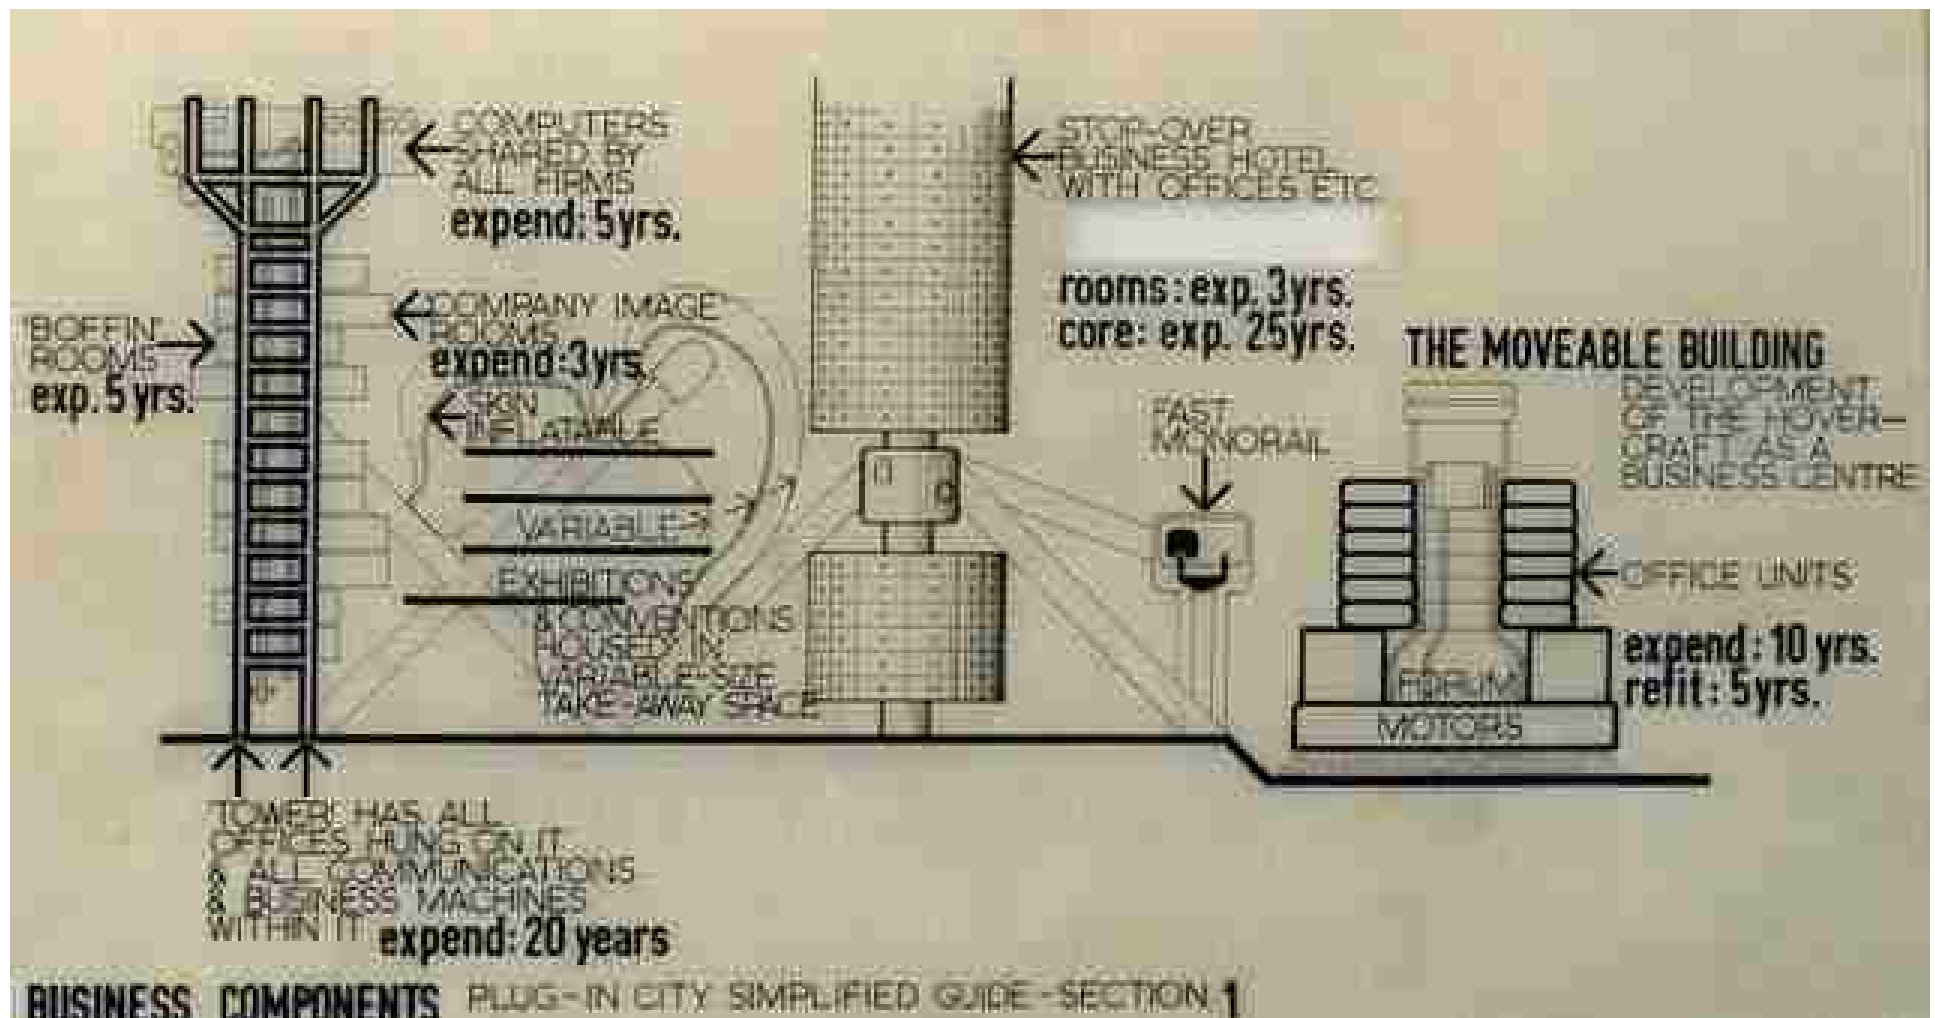 COMPUTERS
SHARED BY
ALL FIRMS
expend: 5yrs.
STOP-OVER
BUSINESS HOTEL
WITH OFFICES ETC.
rooms: exp. 3yrs.
core: exp. 25yrs.
'BOFFIN'
ROOMS
exp. 5 yrs.
'COMPANY IMAGE'
ROOMS
expend: 3yrs.
SKIN
INFLATABLE
VARIABLE
EXHIBITIONS
& CONVENTIONS
HOUSED IN
VARIABLE-SIZE
TAKE-AWAY SPACE
FAST
MONORAIL
THE MOVEABLE BUILDING
DEVELOPMENT
OF THE HOVER-
CRAFT AS A
BUSINESS CENTRE
OFFICE UNITS
expend: 10 yrs.
refit: 5yrs.
FORUM
MOTORS
'TOWER' HAS ALL
OFFICES HUNG ON IT
& ALL COMMUNICATIONS
& BUSINESS MACHINES
WITHIN IT expend: 20 years
BUSINESS COMPONENTS PLUG-IN CITY SIMPLIFIED GUIDE-SECTION 1